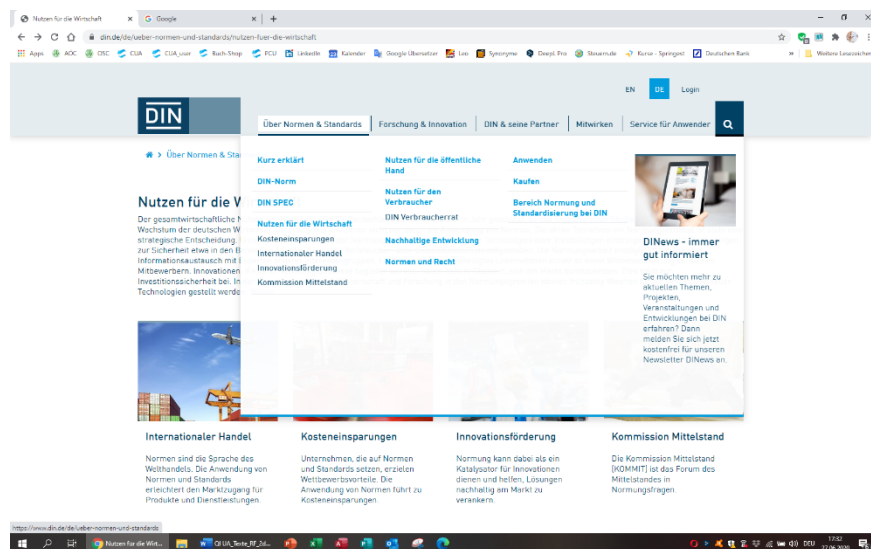 Nutzen für die Wirtschaft
Google
din.de/de/ueber-normen-und-standards/nutzen-fuer-die-wirtschaft
Apps AOC OSC CUA CUA_user Buch-Shop PCU LinkedIn Kalender Google Übersetzer Leo Synonyme DeepL Pro Steuern.de Kurse - Springest Deutschen Bank » Weitere Lesezeichen
EN DE Login
DIN
Über Normen & Standards Forschung & Innovation DIN & seine Partner Mitwirken Service für Anwender
> Über Normen & Sta
Kurz erklärt
DIN-Norm
DIN SPEC
Nutzen für die Wirtschaft
Kosteneinsparungen
Internationaler Handel
Innovationsförderung
Kommission Mittelstand
Nutzen für die öffentliche
Hand
Nutzen für den
Verbraucher
DIN Verbraucherrat
Nachhaltige Entwicklung
Normen und Recht
Anwenden
Kaufen
Bereich Normung und
Standardisierung bei DIN
DINews - immer
gut informiert
Sie möchten mehr zu
aktuellen Themen,
Projekten,
Veranstaltungen und
Entwicklungen bei DIN
erfahren? Dann
melden Sie sich jetzt
kostenfrei für unseren
Newsletter DINews an.
Nutzen für die
Der gesamtwirtschaftliche
Wachstum der deutschen
strategische Entscheidung.
zur Sicherheit etwa in den
Informationsaustausch mit
Mitbewerbern. Innovationen
Investitionssicherheit bei. In
Technologien gestellt werde
Internationaler Handel
Normen sind die Sprache des
Welthandels. Die Anwendung von
Normen und Standards
erleichtert den Marktzugang für
Produkte und Dienstleistungen.
Kosteneinsparungen
Unternehmen, die auf Normen
und Standards setzen, erzielen
Wettbewerbsvorteile. Die
Anwendung von Normen führt zu
Kosteneinsparungen.
Innovationsförderung
Normung kann dabei als ein
Katalysator für Innovationen
dienen und helfen, Lösungen
nachhaltig am Markt zu
verankern.
Kommission Mittelstand
Die Kommission Mittelstand
(KOMMIT) ist das Forum des
Mittelstandes in
Normungsfragen.
https://www.din.de/de/ueber-normen-und-standards
Nutzen für die Wirt...
DEU
17:32
17.06.2020